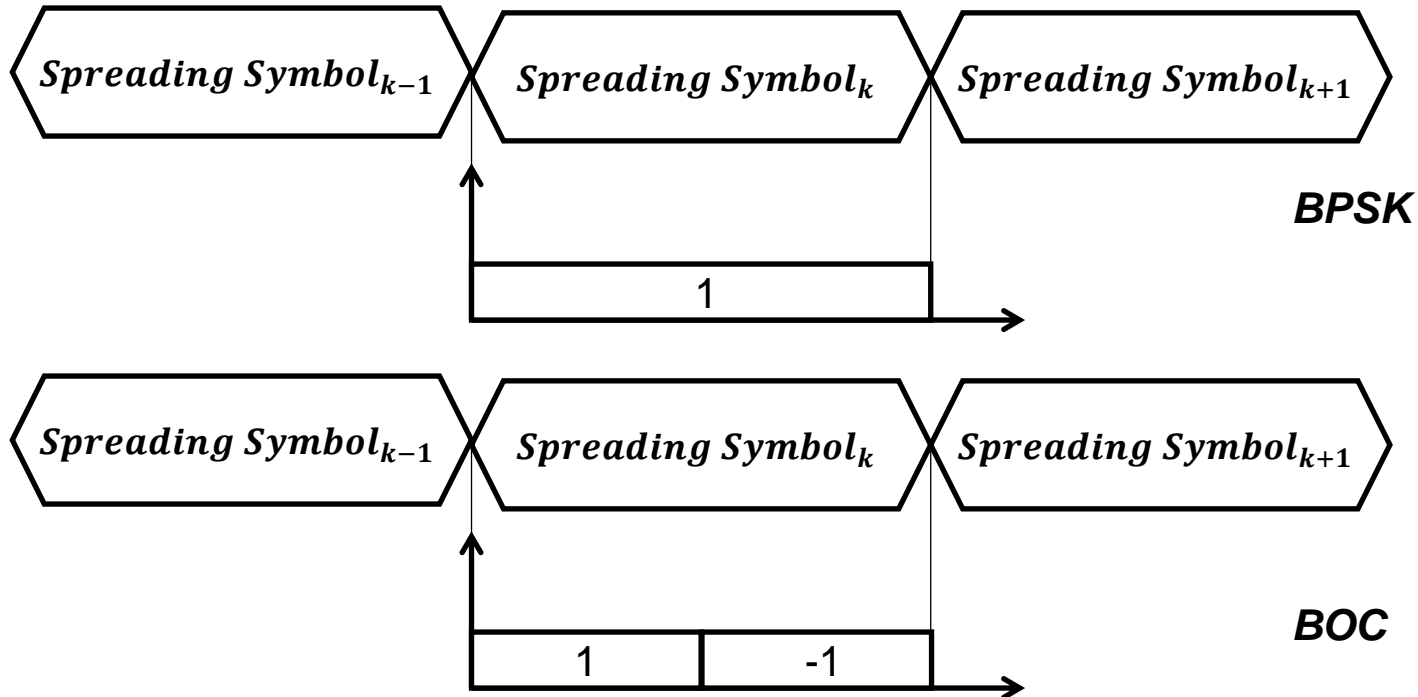 Spreading Symbol_{k-1} Spreading Symbol_k Spreading Symbol_{k+1}
BPSK
1
Spreading Symbol_{k-1} Spreading Symbol_k Spreading Symbol_{k+1}
BOC
1 -1